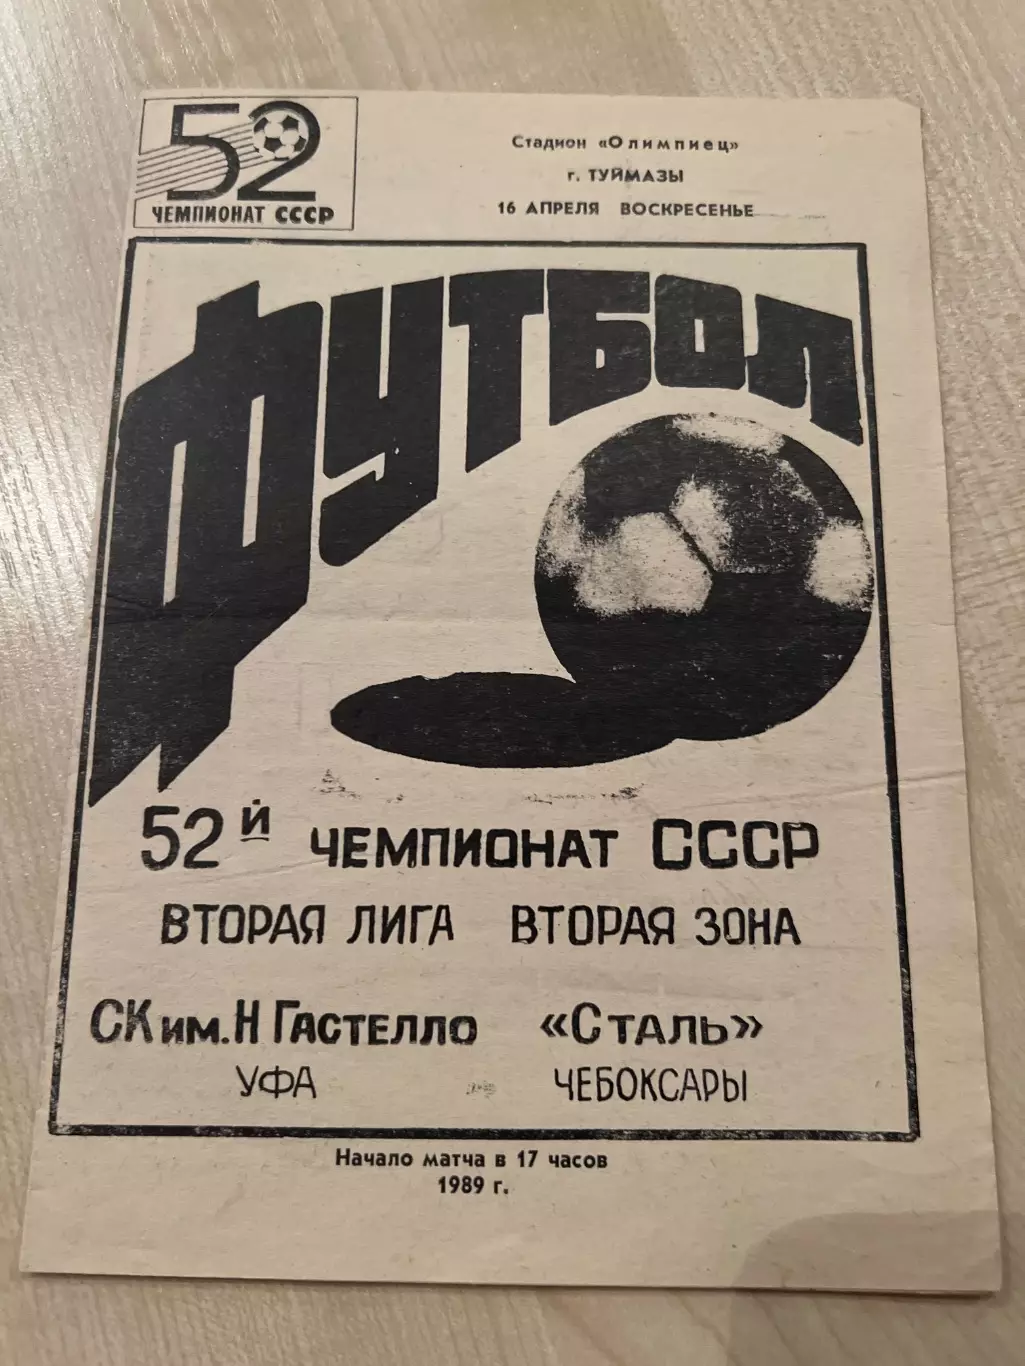 52
ЧЕМПИОНАТ СССР
Стадион «Олимпиец»
г. ТУЙМАЗЫ
16 АПРЕЛЯ ВОСКРЕСЕНЬЕ
ФУТБОЛ
52й ЧЕМПИОНАТ СССР
ВТОРАЯ ЛИГА ВТОРАЯ ЗОНА
СК им. Н ГАСТЕЛЛО «СТАЛЬ»
УФА ЧЕБОКСАРЫ
Начало матча в 17 часов
1989 г.